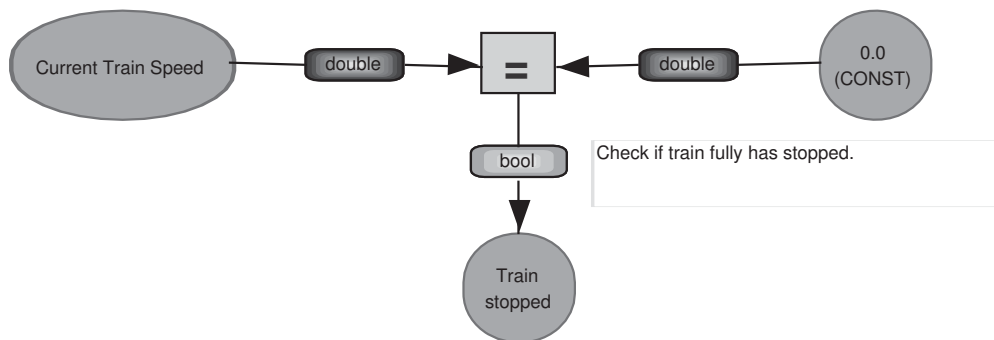 Current Train Speed
double
=
double
0.0
(CONST)
bool
Check if train fully has stopped.
Train
stopped